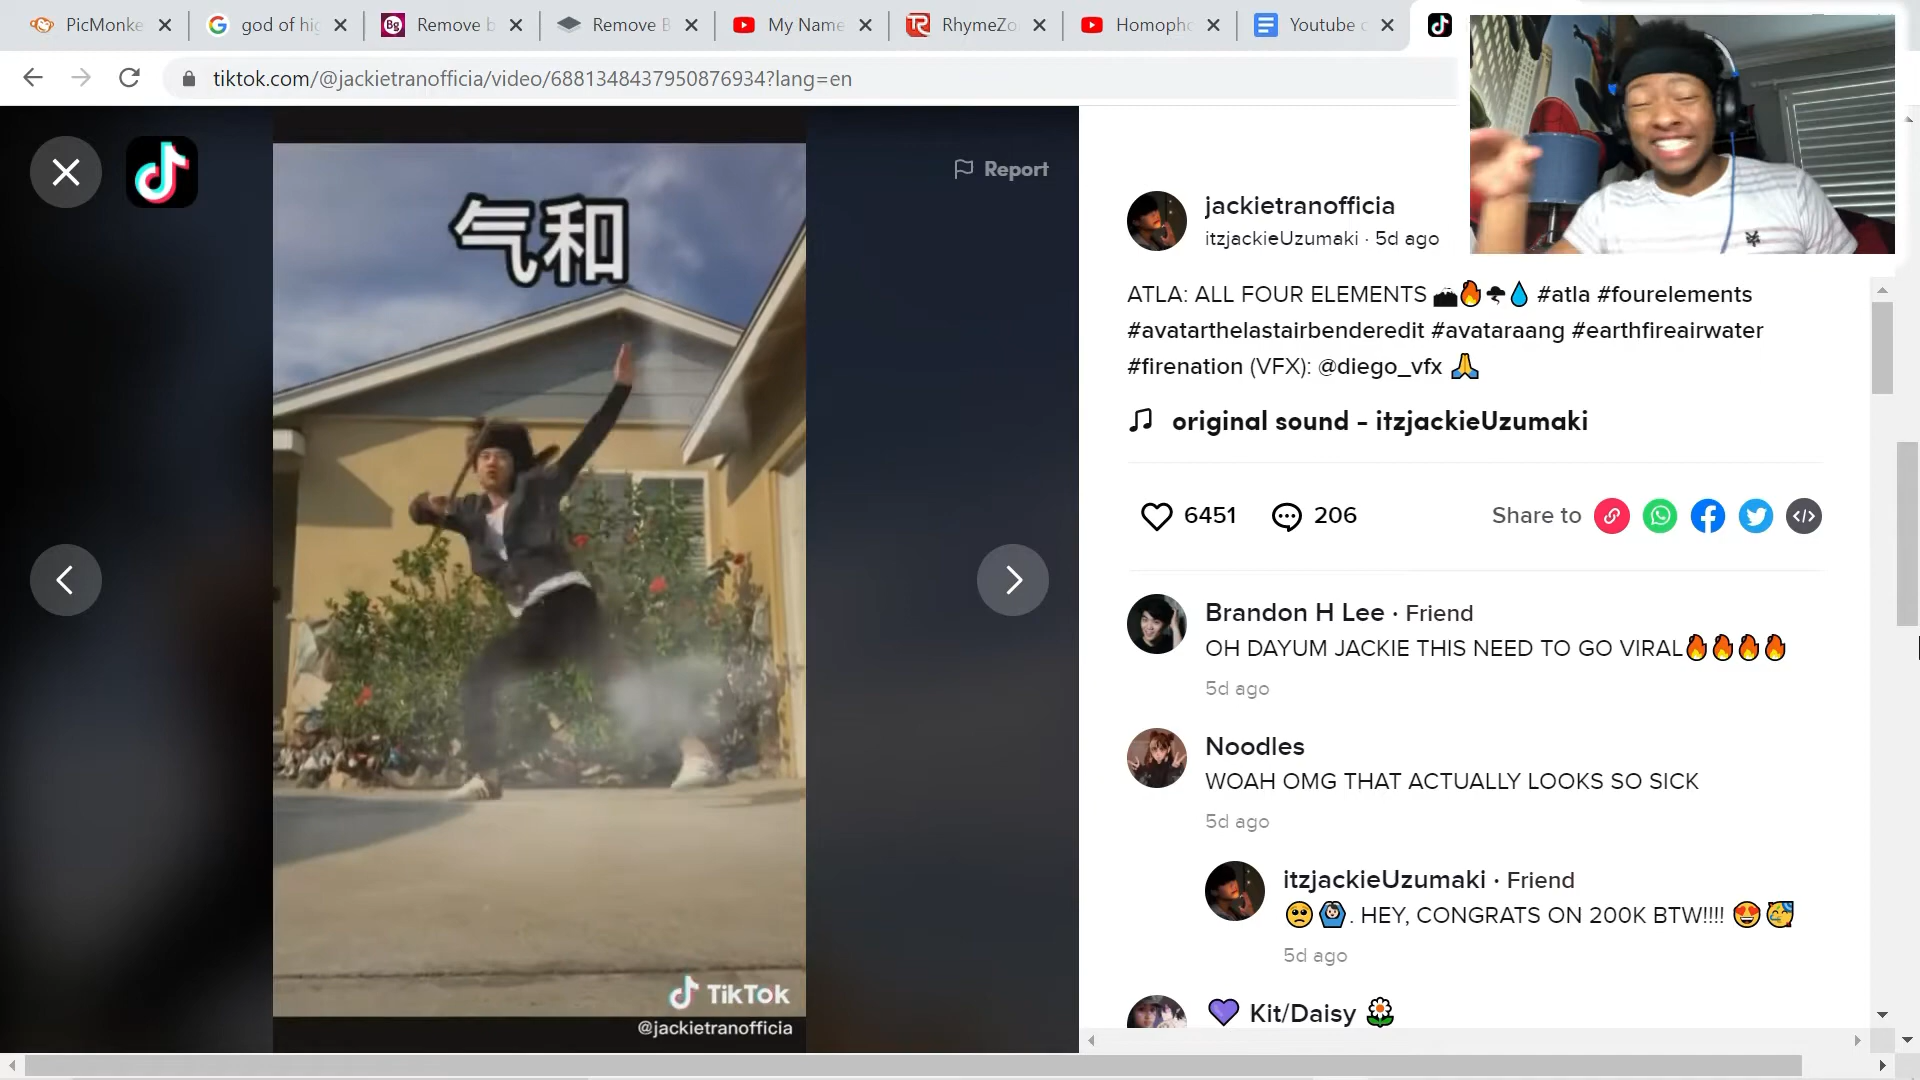 PicMonke
god of hi
Remove b
Remove B
My Name
RhymeZo
Homopho
Youtube c
tiktok.com/@jackietranofficia/video/6881348437950876934?lang=en
Report
气和
TikTok
@jackietranofficia
jackietranofficia
itzjackieUzumaki · 5d ago
ATLA: ALL FOUR ELEMENTS 🌋🔥🌪💧 #atla #fourelements
#avatarthelastairbenderedit #avataraang #earthfireairwater
#firenation (VFX): @diego_vfx 🙏
original sound - itzjackieUzumaki
6451 206 Share to
Brandon H Lee · Friend
OH DAYUM JACKIE THIS NEED TO GO VIRAL🔥🔥🔥🔥
5d ago
Noodles
WOAH OMG THAT ACTUALLY LOOKS SO SICK
5d ago
itzjackieUzumaki · Friend
🥺🙆. HEY, CONGRATS ON 200K BTW!!!! 😍🥳
5d ago
💜 Kit/Daisy 🌼